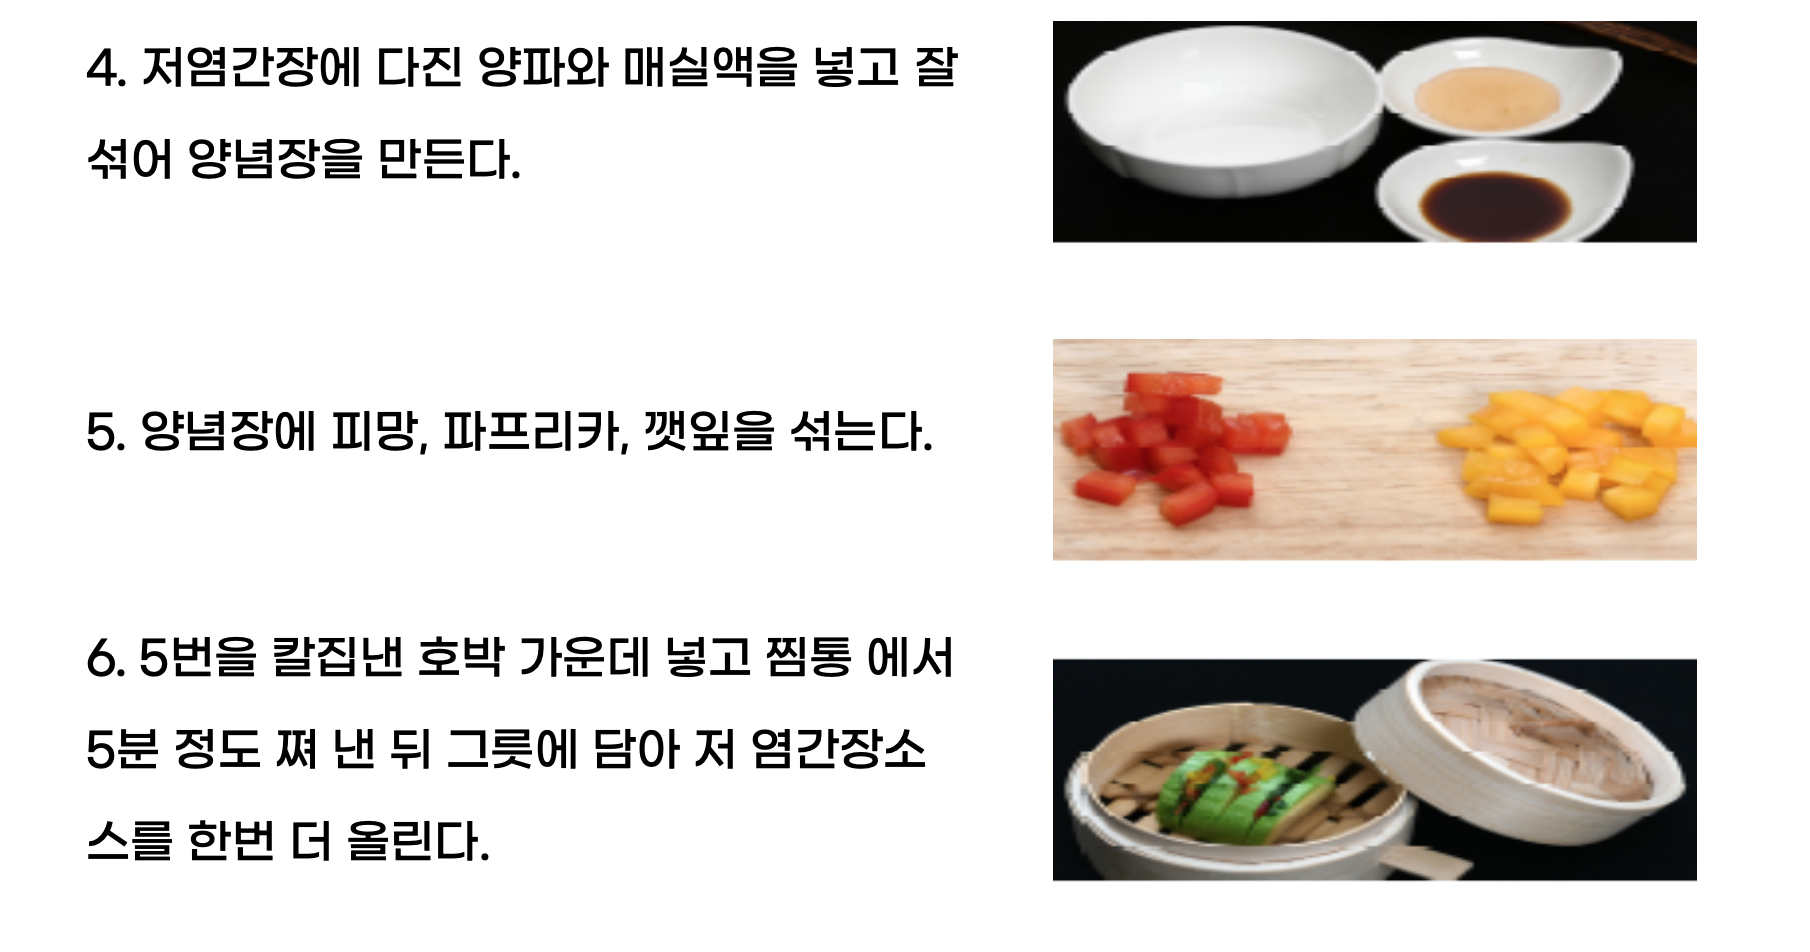 4. 저염간장에 다진 양파와 매실액을 넣고 잘
섞어 양념장을 만든다.
5. 양념장에 피망, 파프리카, 깻잎을 섞는다.
6. 5번을 칼집낸 호박 가운데 넣고 찜통 에서
5분 정도 쪄 낸 뒤 그릇에 담아 저 염간장소
스를 한번 더 올린다.